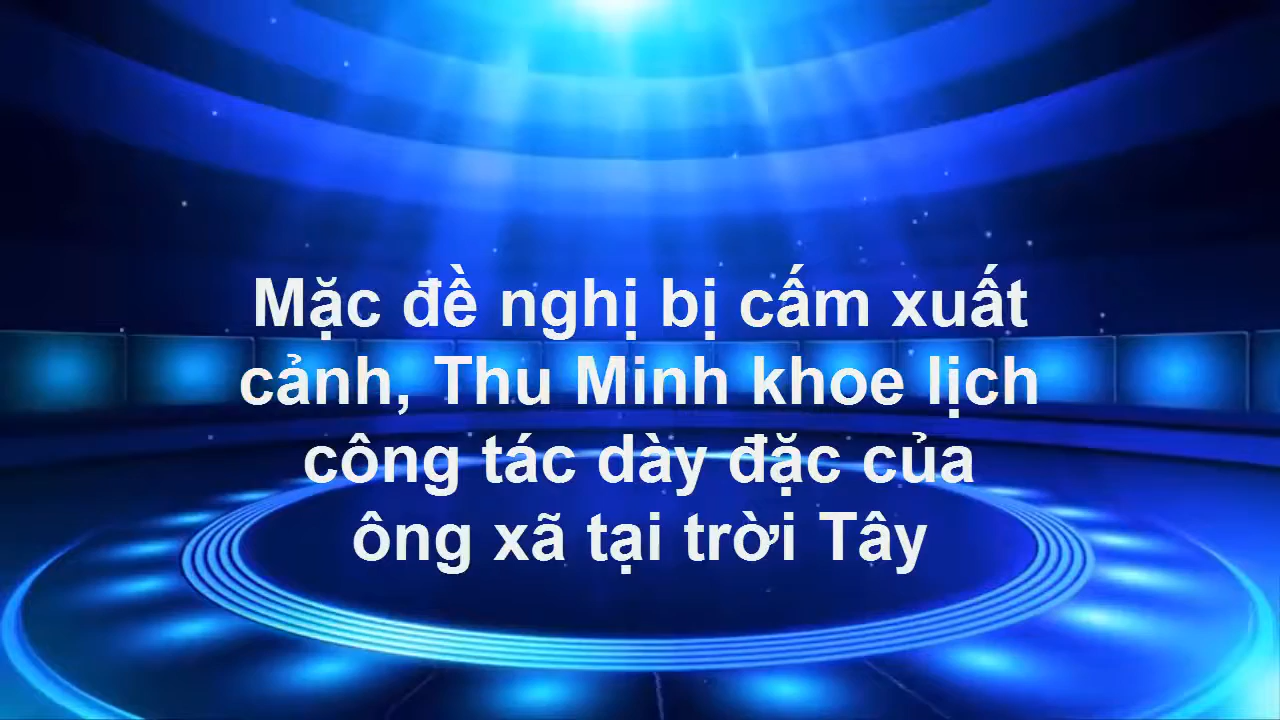 Mặc đề nghị bị cấm xuất
cảnh, Thu Minh khoe lịch
công tác dày đặc của
ông xã tại trời Tây